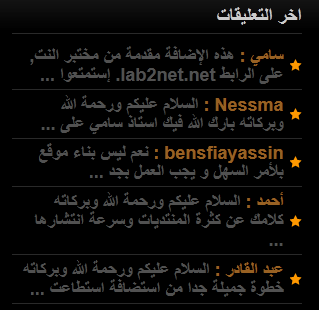 اخر التعليقات
سامي : هذه الإضافة مقدمة من مختبر النت,
على الرابط lab2net.net. إستمتعوا ...
Nessma : السلام عليكم ورحمة الله
وبركاته بارك الله فيك استاذ سامي على ...
bensfiayassin : نعم ليس بناء موقع
بلأمر السهل و يجب العمل بجد ...
أحمد : السلام عليكم ورحمة الله وبركاته
كلامك عن كثرة المنتديات وسرعة انتشارها
...
عبد القادر : السلام عليكم ورحمة الله وبركاته
خطوة جميلة جدا من استضافة استطاعت ...